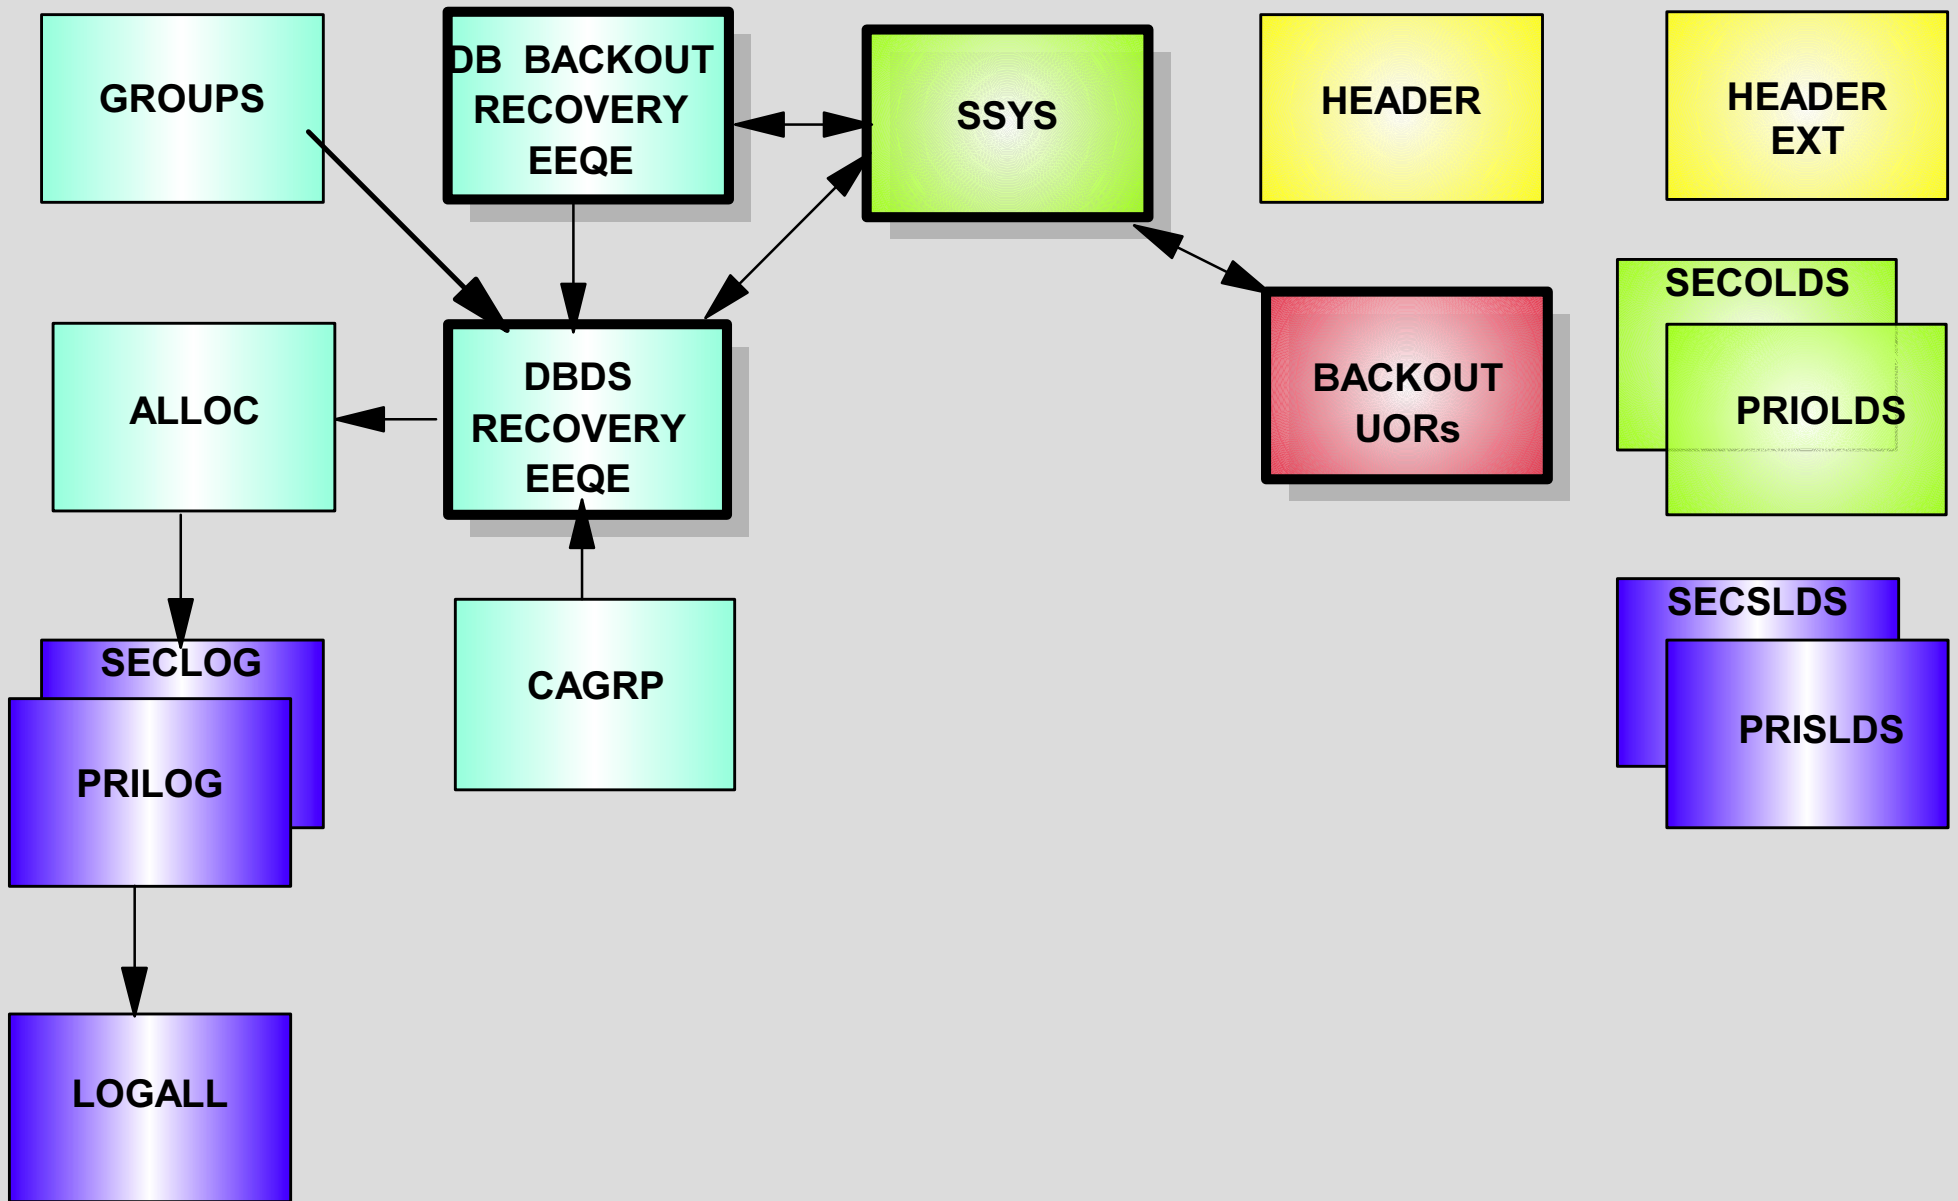 GROUPS
DB BACKOUT
RECOVERY
EEQE
SSYS
HEADER
HEADER
EXT
ALLOC
DBDS
RECOVERY
EEQE
BACKOUT
UORs
SECOLDS
PRIOLDS
SECLOG
PRILOG
CAGRP
SECSLDS
PRISLDS
LOGALL